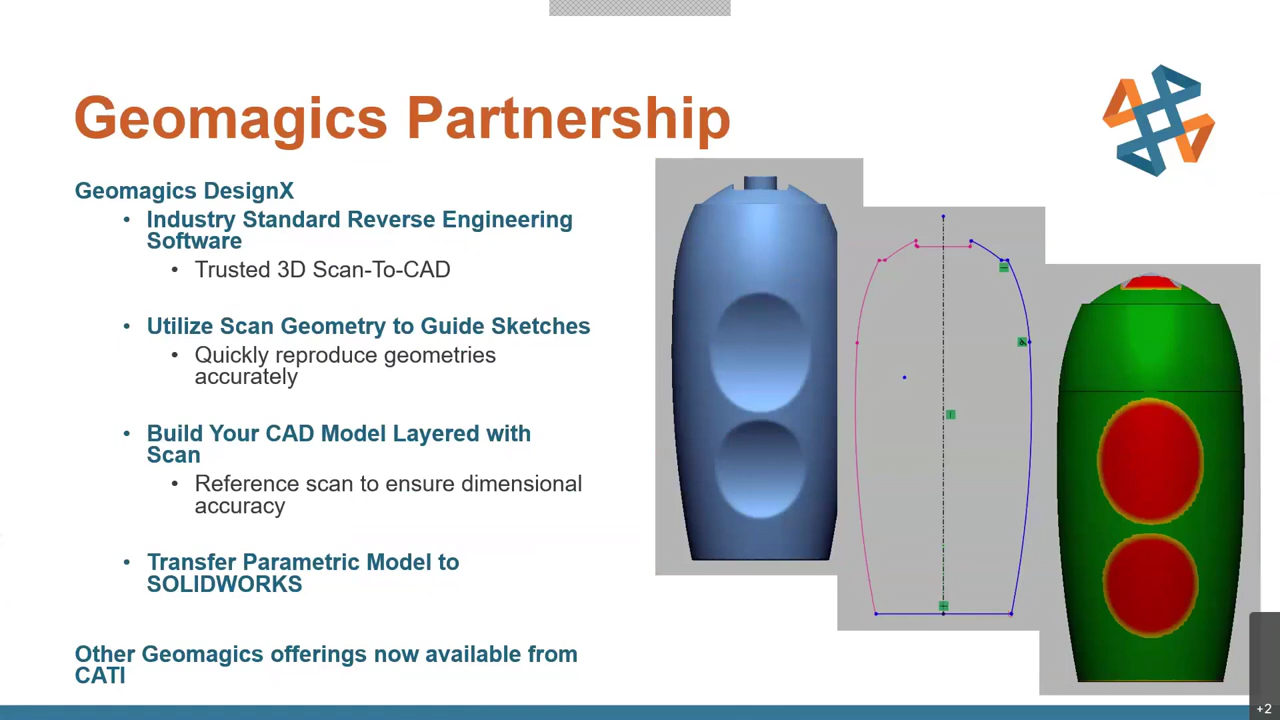 Geomagics Partnership
Geomagics DesignX
• Industry Standard Reverse Engineering
Software
• Trusted 3D Scan-To-CAD
• Utilize Scan Geometry to Guide Sketches
• Quickly reproduce geometries
accurately
• Build Your CAD Model Layered with
Scan
• Reference scan to ensure dimensional
accuracy
• Transfer Parametric Model to
SOLIDWORKS
Other Geomagics offerings now available from
CATI
+2